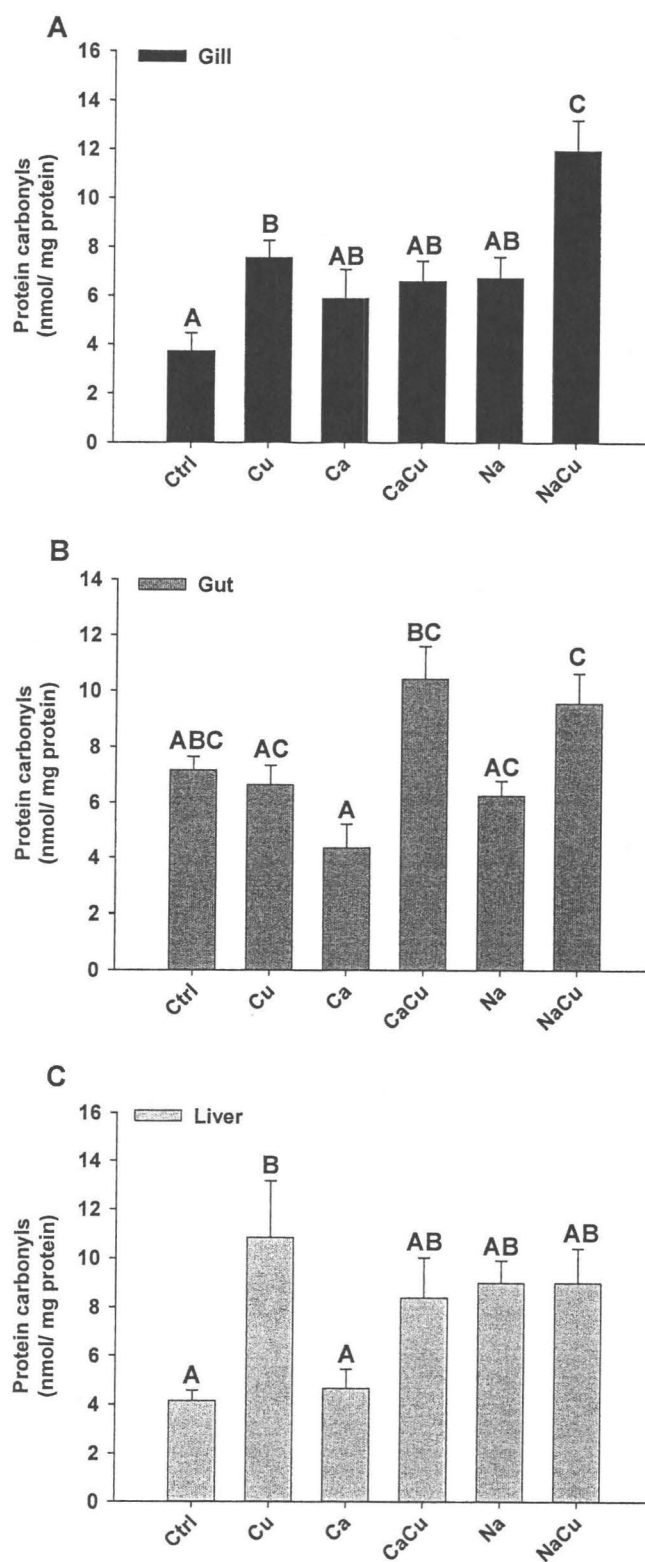 A
Gill
Protein carbonyls
(nmol/ mg protein)
16
14
12
10
8
6
4
2
0
A
B
AB
AB
AB
C
Ctrl
Cu
Ca
CaCu
Na
NaCu
B
Gut
Protein carbonyls
(nmol/ mg protein)
14
12
10
8
6
4
2
0
ABC
AC
A
BC
AC
C
Ctrl
Cu
Ca
CaCu
Na
NaCu
C
Liver
Protein carbonyls
(nmol/ mg protein)
16
14
12
10
8
6
4
2
0
A
B
A
AB
AB
AB
Ctrl
Cu
Ca
CaCu
Na
NaCu